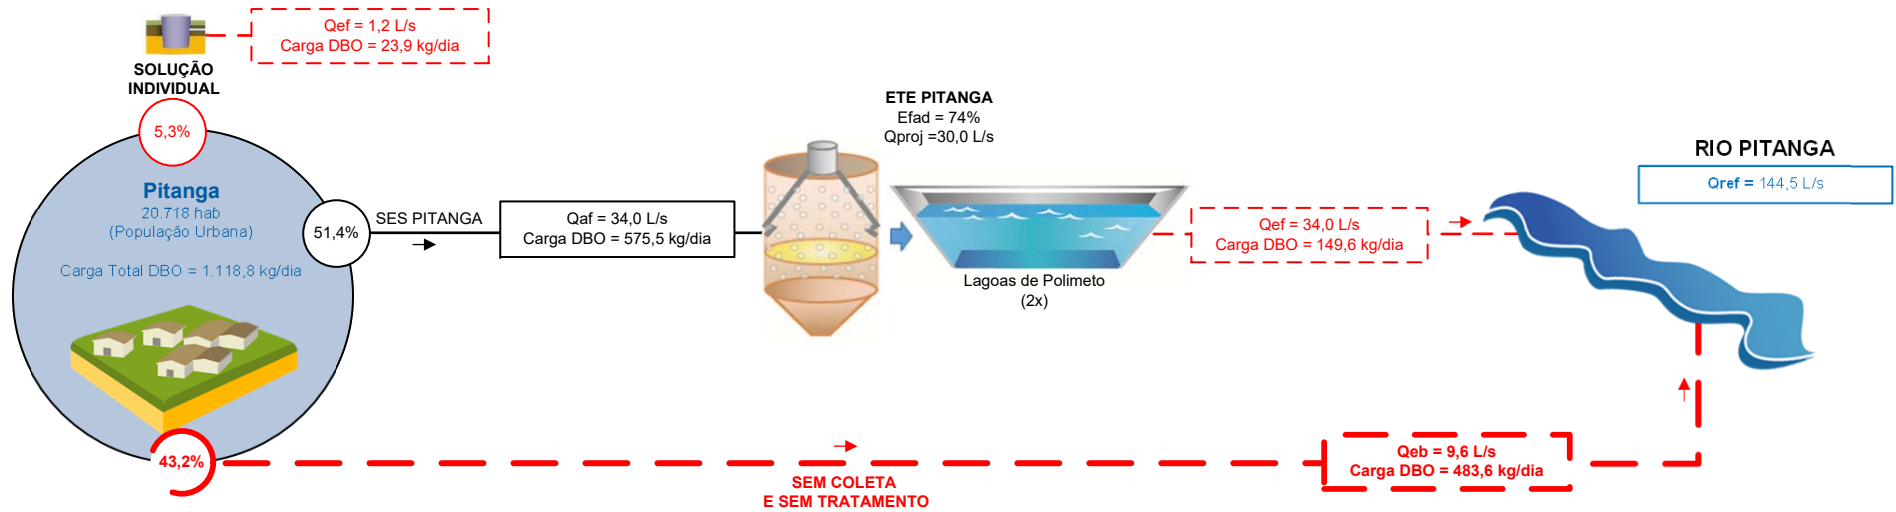 Qef = 1,2 L/s
Carga DBO = 23,9 kg/dia
SOLUÇÃO
INDIVIDUAL
5,3%
Pitanga
20.718 hab
(População Urbana)
Carga Total DBO = 1.118,8 kg/dia
51,4%
SES PITANGA
Qaf = 34,0 L/s
Carga DBO = 575,5 kg/dia
ETE PITANGA
Efad = 74%
Qproj =30,0 L/s
Lagoas de Polimeto
(2x)
Qef = 34,0 L/s
Carga DBO = 149,6 kg/dia
RIO PITANGA
Qref = 144,5 L/s
43,2%
SEM COLETA
E SEM TRATAMENTO
Qeb = 9,6 L/s
Carga DBO = 483,6 kg/dia